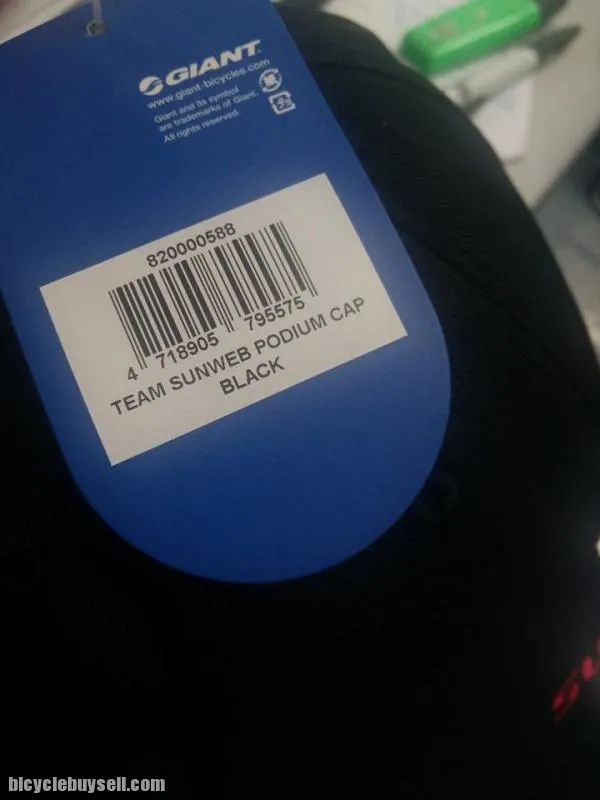 GIANT
www.giant-bicycles.com
Giant and its symbol
are trademarks of Giant.
All rights reserved.
820000588
4 718905 795575
TEAM SUNWEB PODIUM CAP
BLACK
bicyclebuysell.com